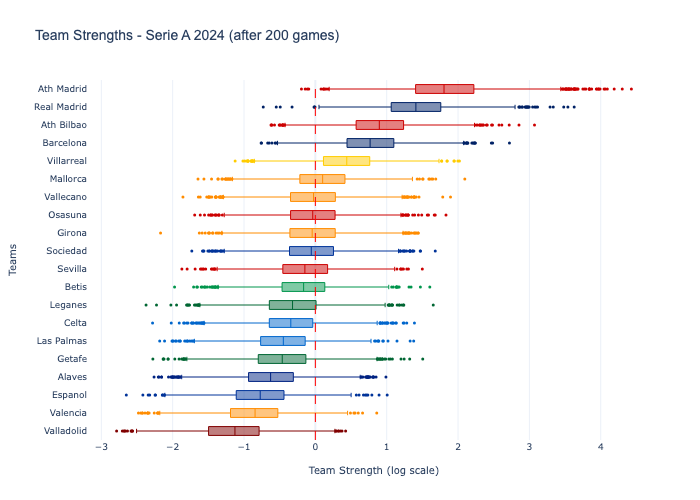 Team Strengths - Serie A 2024 (after 200 games)
Ath Madrid
Real Madrid
Ath Bilbao
Barcelona
Villarreal
Mallorca
Vallecano
Osasuna
Girona
Sociedad
Sevilla
Betis
Leganes
Celta
Las Palmas
Getafe
Alaves
Espanol
Valencia
Valladolid
Teams
−3 −2 −1 0 1 2 3 4
Team Strength (log scale)